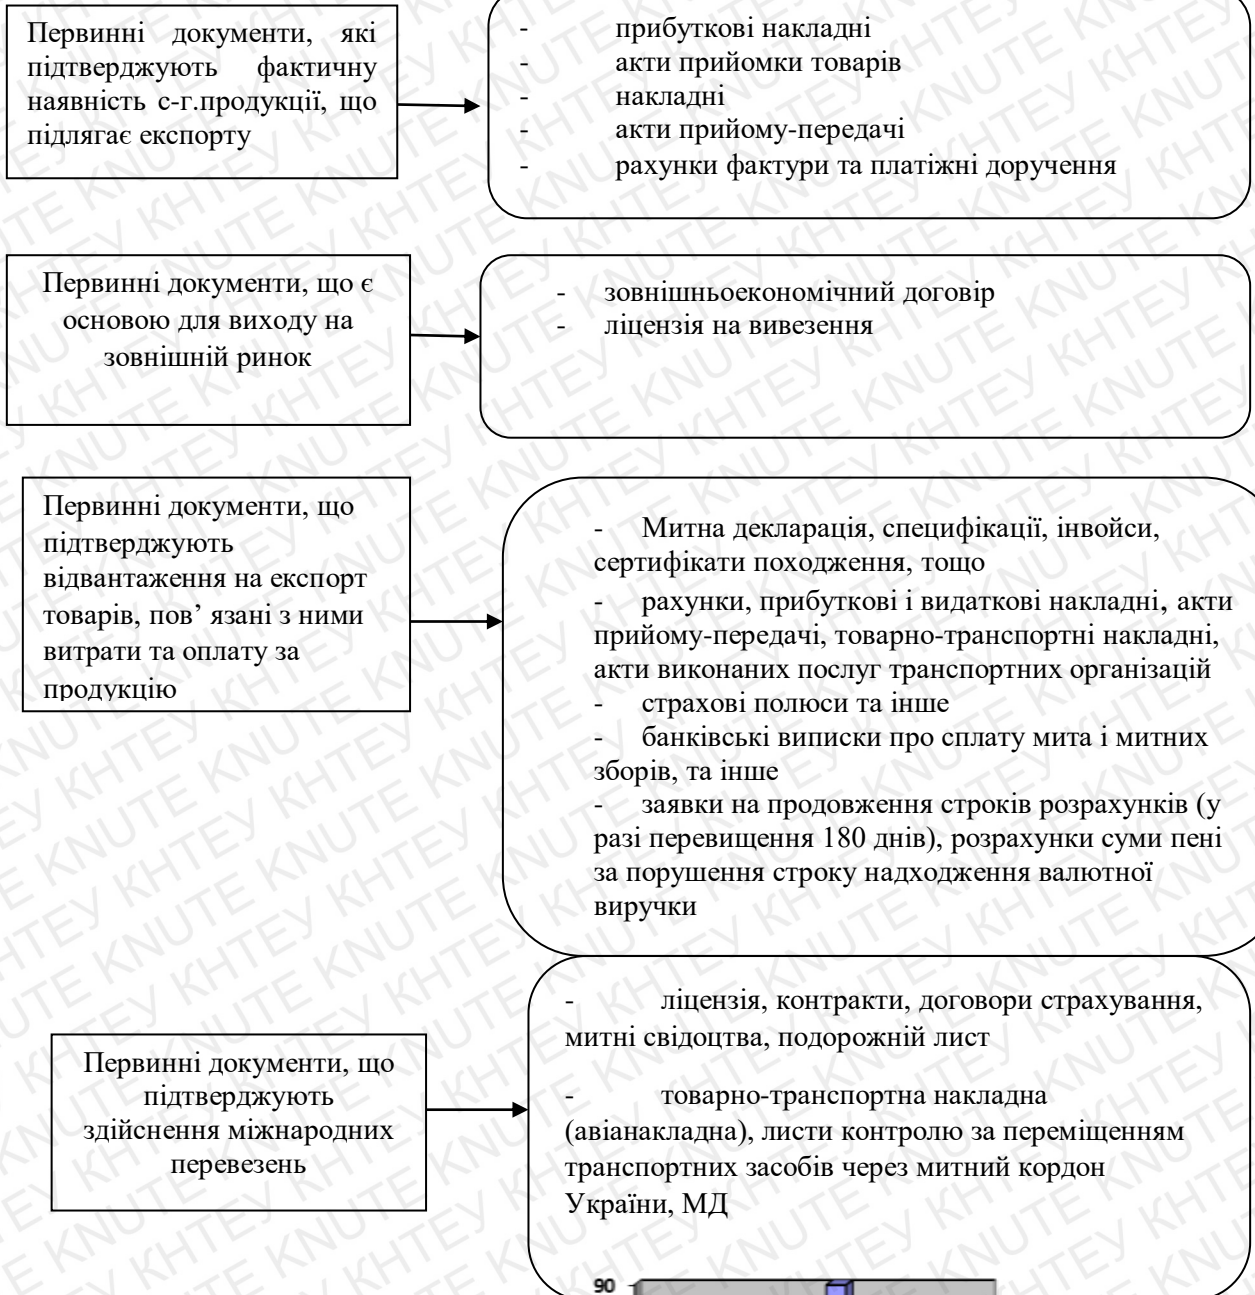 Первинні документи, які
підтверджують фактичну
наявність с-г.продукції, що
підлягає експорту
- прибуткові накладні
- акти прийомки товарів
- накладні
- акти прийому-передачі
- рахунки фактури та платіжні доручення
Первинні документи, що є
основою для виходу на
зовнішній ринок
- зовнішньоекономічний договір
- ліцензія на вивезення
Первинні документи, що
підтверджують
відвантаження на експорт
товарів, пов’ язані з ними
витрати та оплату за
продукцію
- Митна декларація, специфікації, інвойси,
сертифікати походження, тощо
- рахунки, прибуткові і видаткові накладні, акти
прийому-передачі, товарно-транспортні накладні,
акти виконаних послуг транспортних організацій
- страхові полюси та інше
- банківські виписки про сплату мита і митних
зборів, та інше
- заявки на продовження строків розрахунків (у
разі перевищення 180 днів), розрахунки суми пені
за порушення строку надходження валютної
виручки
Первинні документи, що
підтверджують
здійснення міжнародних
перевезень
- ліцензія, контракти, договори страхування,
митні свідоцтва, подорожній лист
- товарно-транспортна накладна
(авіанакладна), листи контролю за переміщенням
транспортних засобів через митний кордон
України, МД
90